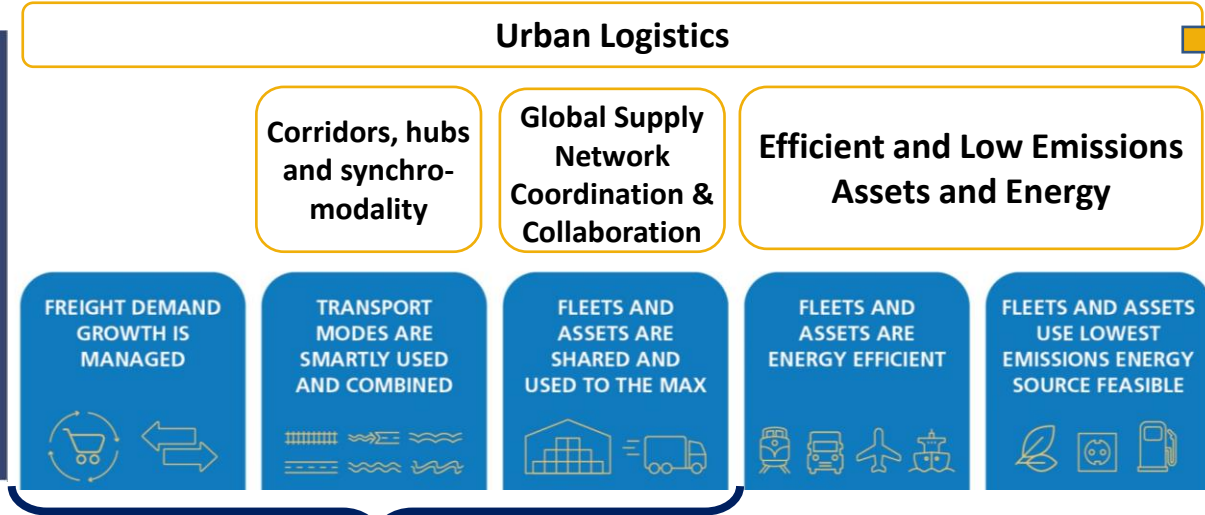 Urban Logistics
Corridors, hubs
and synchro-
modality
Global Supply
Network
Coordination &
Collaboration
Efficient and Low Emissions
Assets and Energy
FREIGHT DEMAND
GROWTH IS
MANAGED
TRANSPORT
MODES ARE
SMARTLY USED
AND COMBINED
FLEETS AND
ASSETS ARE
SHARED AND
USED TO THE MAX
FLEETS AND
ASSETS ARE
ENERGY EFFICIENT
FLEETS AND ASSETS
USE LOWEST
EMISSIONS ENERGY
SOURCE FEASIBLE